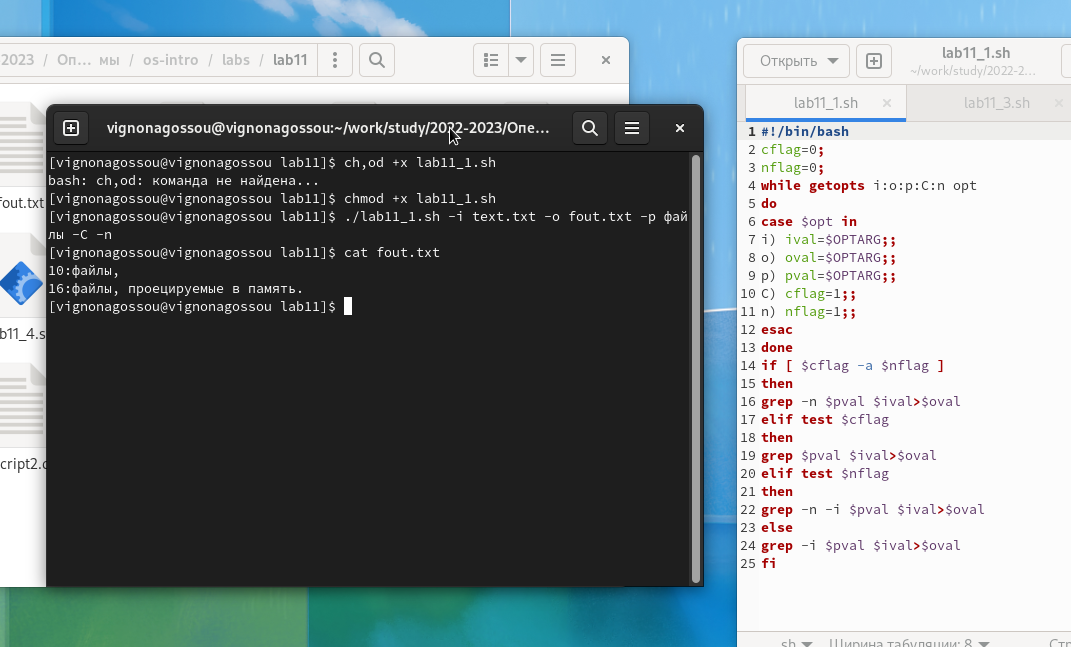 2023 / Оп... мы / os-intro / labs / lab11
fout.txt
b11_4.s
cript2.c
vignonagossou@vignonagossou:~/work/study/2022-2023/Опе...
[vignonagossou@vignonagossou lab11]$ ch,od +x lab11_1.sh
bash: ch,od: команда не найдена...
[vignonagossou@vignonagossou lab11]$ chmod +x lab11_1.sh
[vignonagossou@vignonagossou lab11]$ ./lab11_1.sh -i text.txt -o fout.txt -p фай
лы -C -n
[vignonagossou@vignonagossou lab11]$ cat fout.txt
10:файлы,
16:файлы, проецируемые в память.
[vignonagossou@vignonagossou lab11]$
Открыть
lab11_1.sh
~/work/study/2022-2...
lab11_1.sh
lab11_3.sh
1 #!/bin/bash
2 cflag=0;
3 nflag=0;
4 while getopts i:o:p:C:n opt
5 do
6 case $opt in
7 i) ival=$OPTARG;;
8 o) oval=$OPTARG;;
9 p) pval=$OPTARG;;
10 C) cflag=1;;
11 n) nflag=1;;
12 esac
13 done
14 if [ $cflag -a $nflag ]
15 then
16 grep -n $pval $ival>$oval
17 elif test $cflag
18 then
19 grep $pval $ival>$oval
20 elif test $nflag
21 then
22 grep -n -i $pval $ival>$oval
23 else
24 grep -i $pval $ival>$oval
25 fi
sh Ширина табуляции: 8 Стр